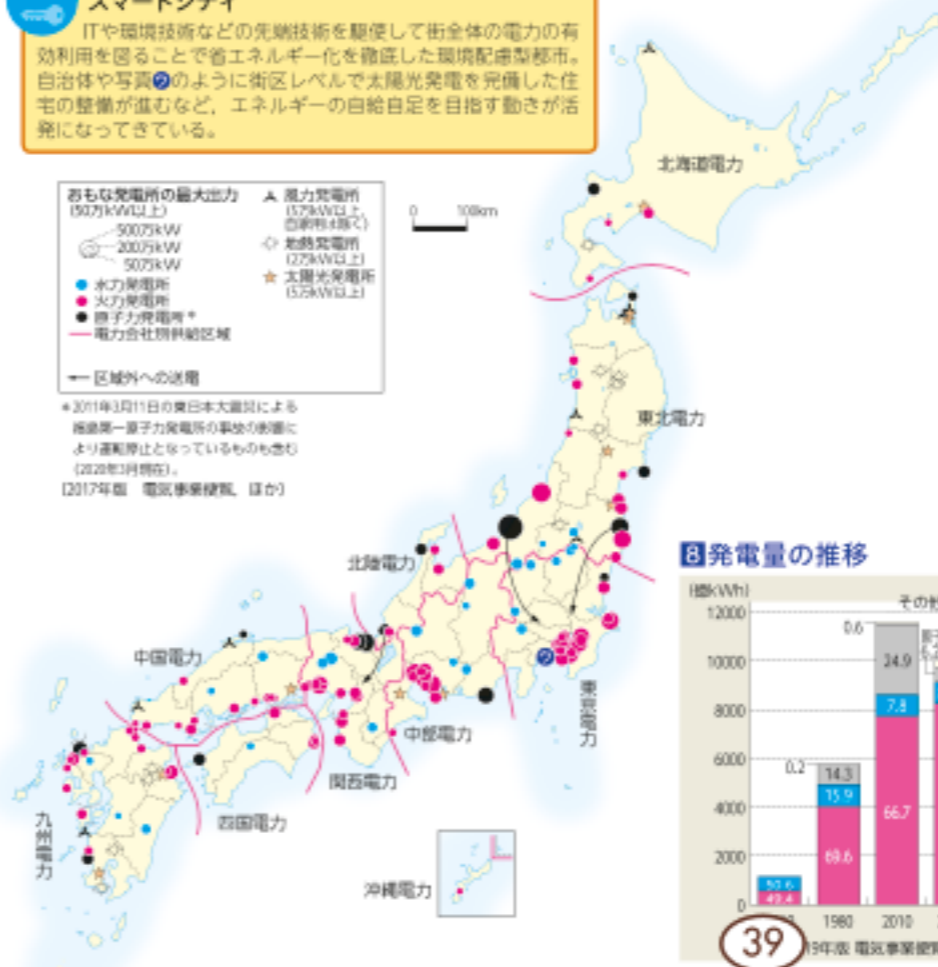 スマートシティ
ITや環境技術などの先端技術を駆使して街全体の電力の有
効利用を図ることで省エネルギー化を徹底した環境配慮型都市。
自治体や写真❷のように街区レベルで太陽光発電を完備した住
宅の整備が進むなど，エネルギーの自給自足を目指す動きが活
発になってきている。
おもな発電所の最大出力
(50万kW以上)
500万kW
200万kW
50万kW
水力発電所
火力発電所
原子力発電所*
電力会社別供給区域
区域外への送電
風力発電所
地熱発電所
太陽光発電所
0 100km
*2011年3月11日の東日本大震災による
福島第一原子力発電所の事故の影響に
より運転停止となっているものも含む
(2020年3月現在)。
〔2017年版 電気事業便覧，ほか〕
北海道電力
東北電力
北陸電力
中国電力
東京電力
中部電力
関西電力
四国電力
九州電力
沖縄電力
8発電量の推移
(億kWh)
12000
10000
8000
6000
4000
2000
0
その他
0.6
24.9
7.8
66.7
0.2
14.3
15.9
69.6
50.6
49.4
1980
2010
39
19年版 電気事業便覧